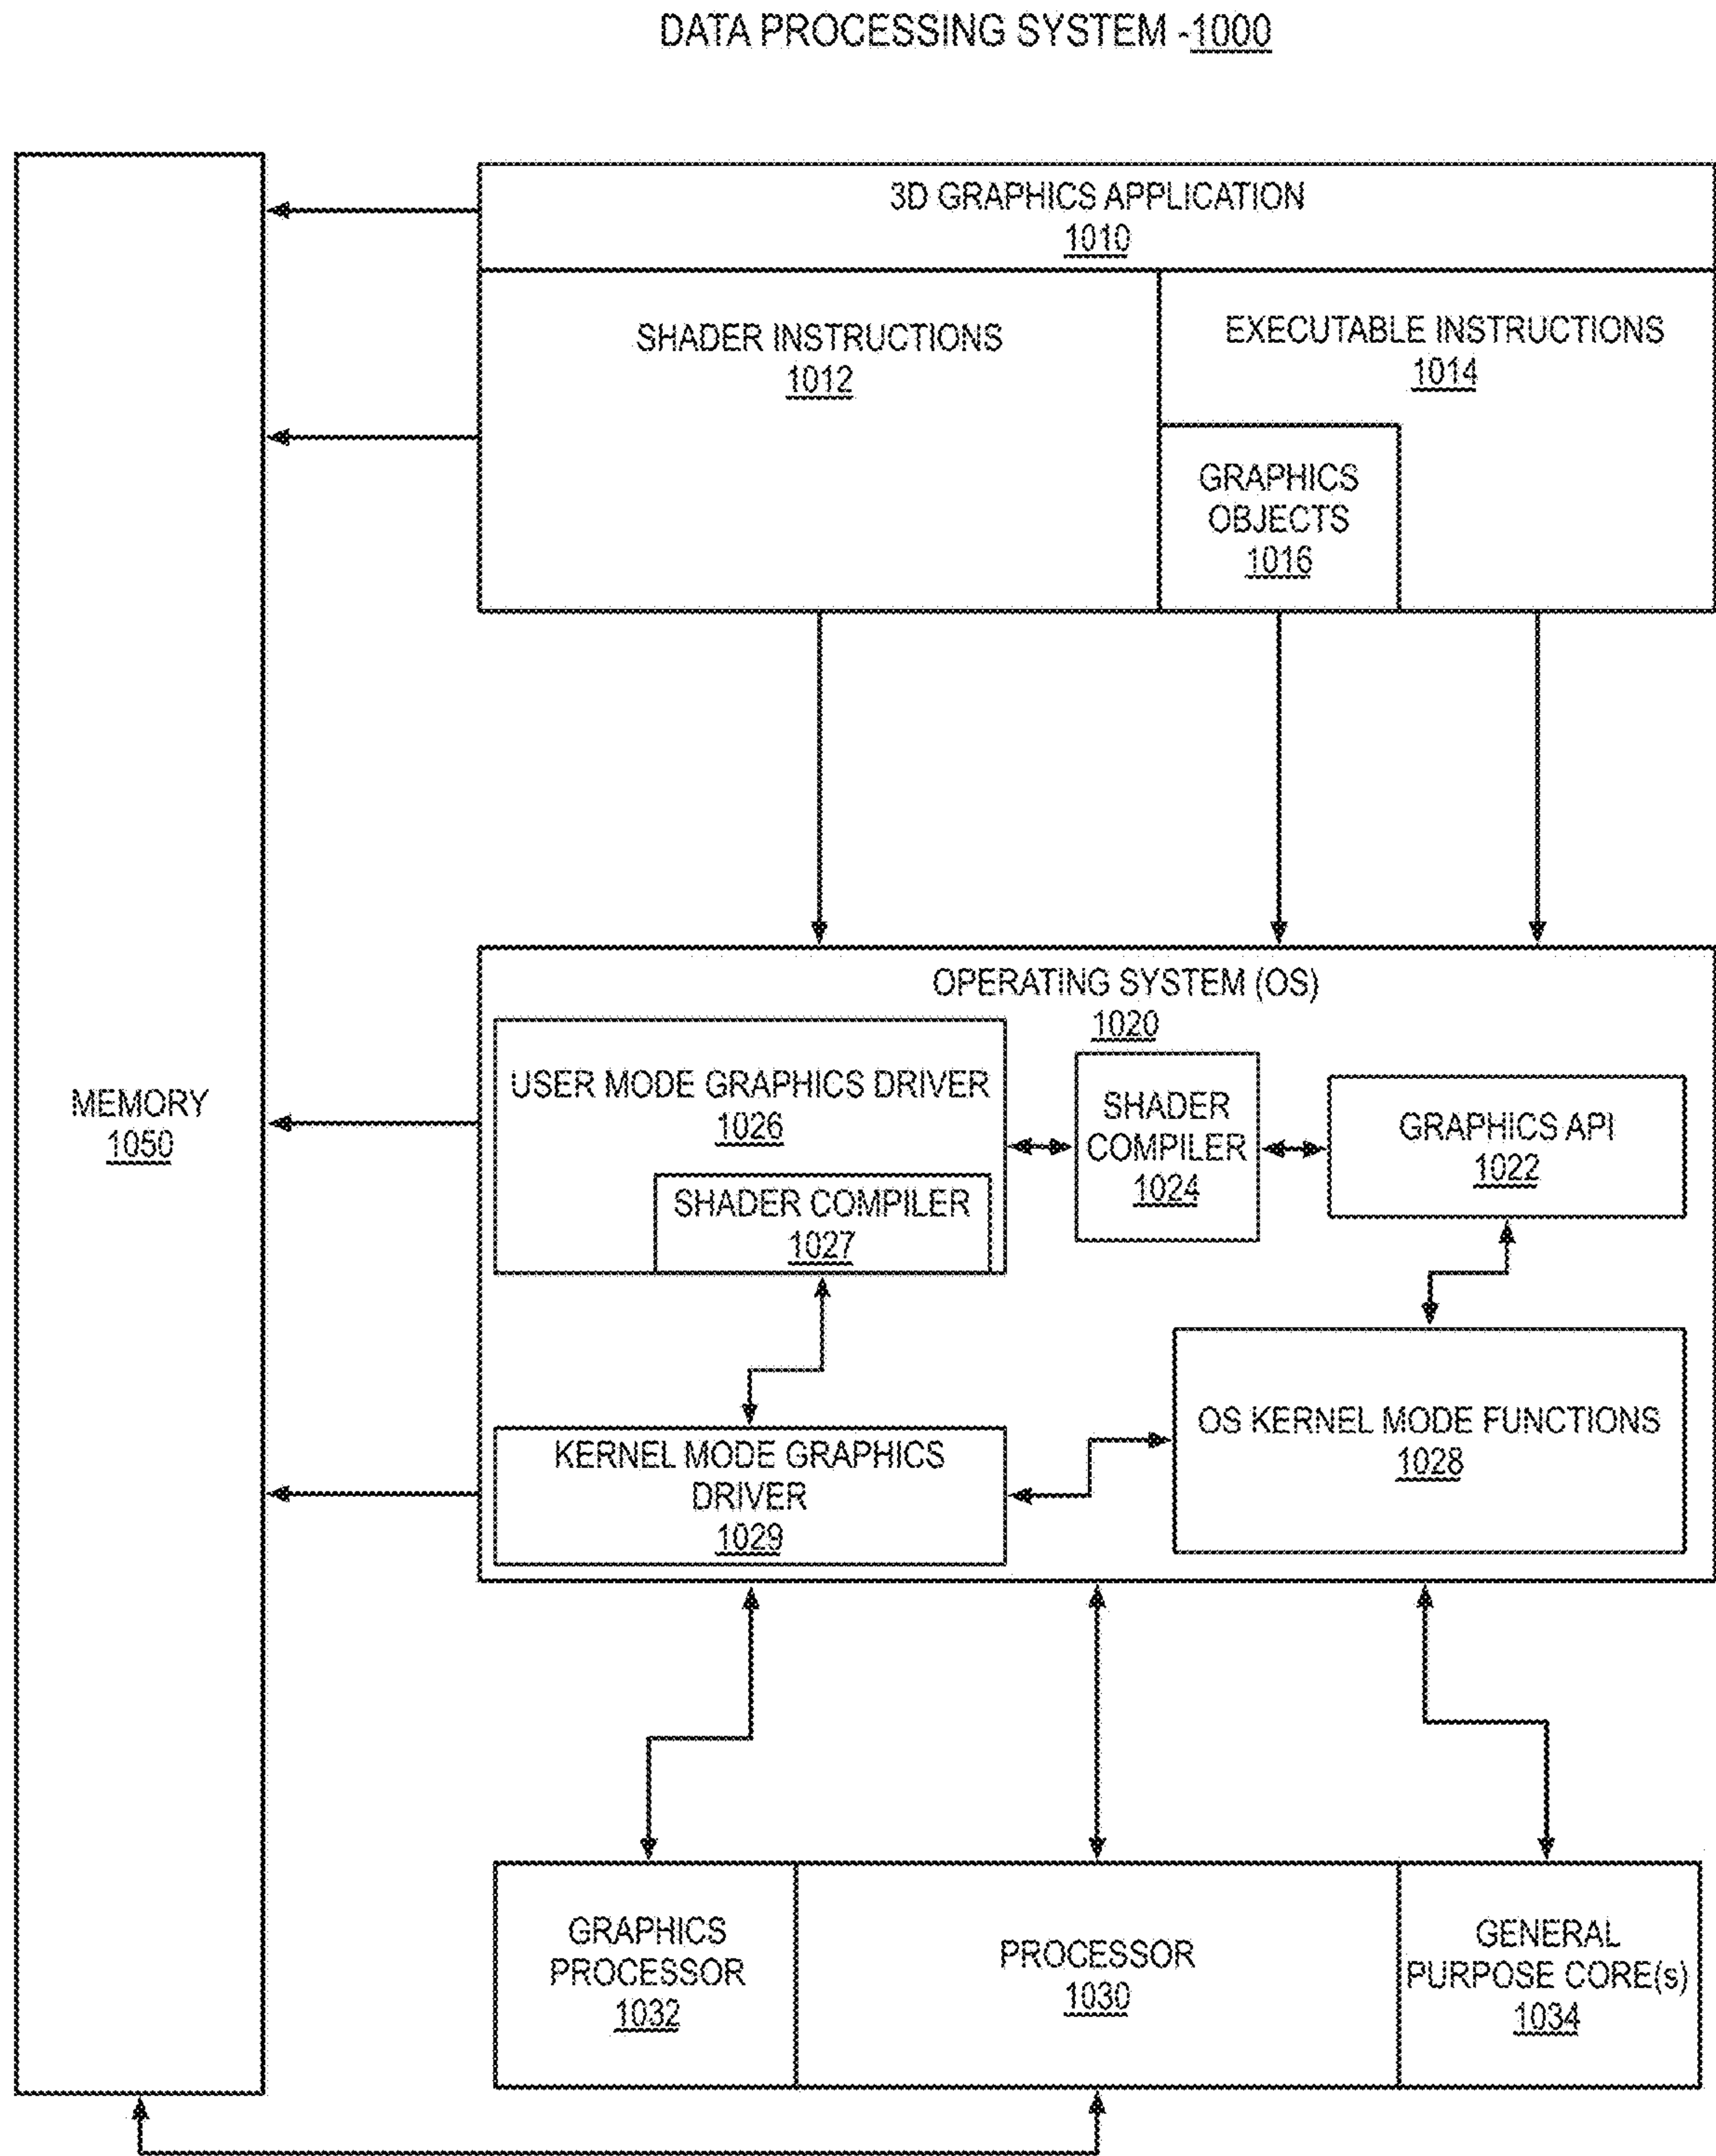 DATA PROCESSING SYSTEM -1000
3D GRAPHICS APPLICATION
1010
SHADER INSTRUCTIONS
1012
EXECUTABLE INSTRUCTIONS
1014
GRAPHICS
OBJECTS
1016
MEMORY
1050
OPERATING SYSTEM (OS)
1020
USER MODE GRAPHICS DRIVER
1026
SHADER COMPILER
1027
SHADER
COMPILER
1024
GRAPHICS API
1022
KERNEL MODE GRAPHICS
DRIVER
1029
OS KERNEL MODE FUNCTIONS
1028
GRAPHICS
PROCESSOR
1032
PROCESSOR
1030
GENERAL
PURPOSE CORE(s)
1034